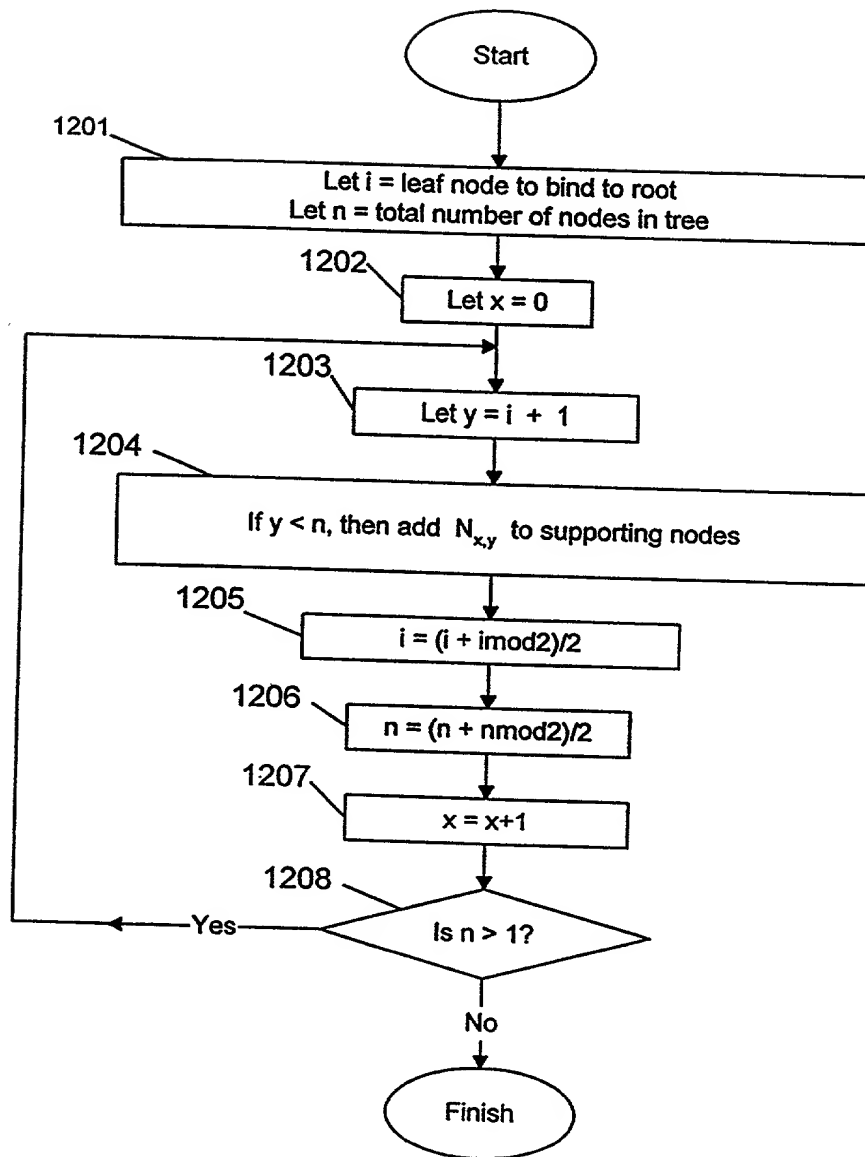 Start
1201
Let i = leaf node to bind to root
Let n = total number of nodes in tree
1202
Let x = 0
1203
Let y = i + 1
1204
If y < n, then add N x,y to supporting nodes
1205
i = (i + imod2)/2
1206
n = (n + nmod2)/2
1207
x = x+1
1208
Is n > 1?
Yes
No
Finish